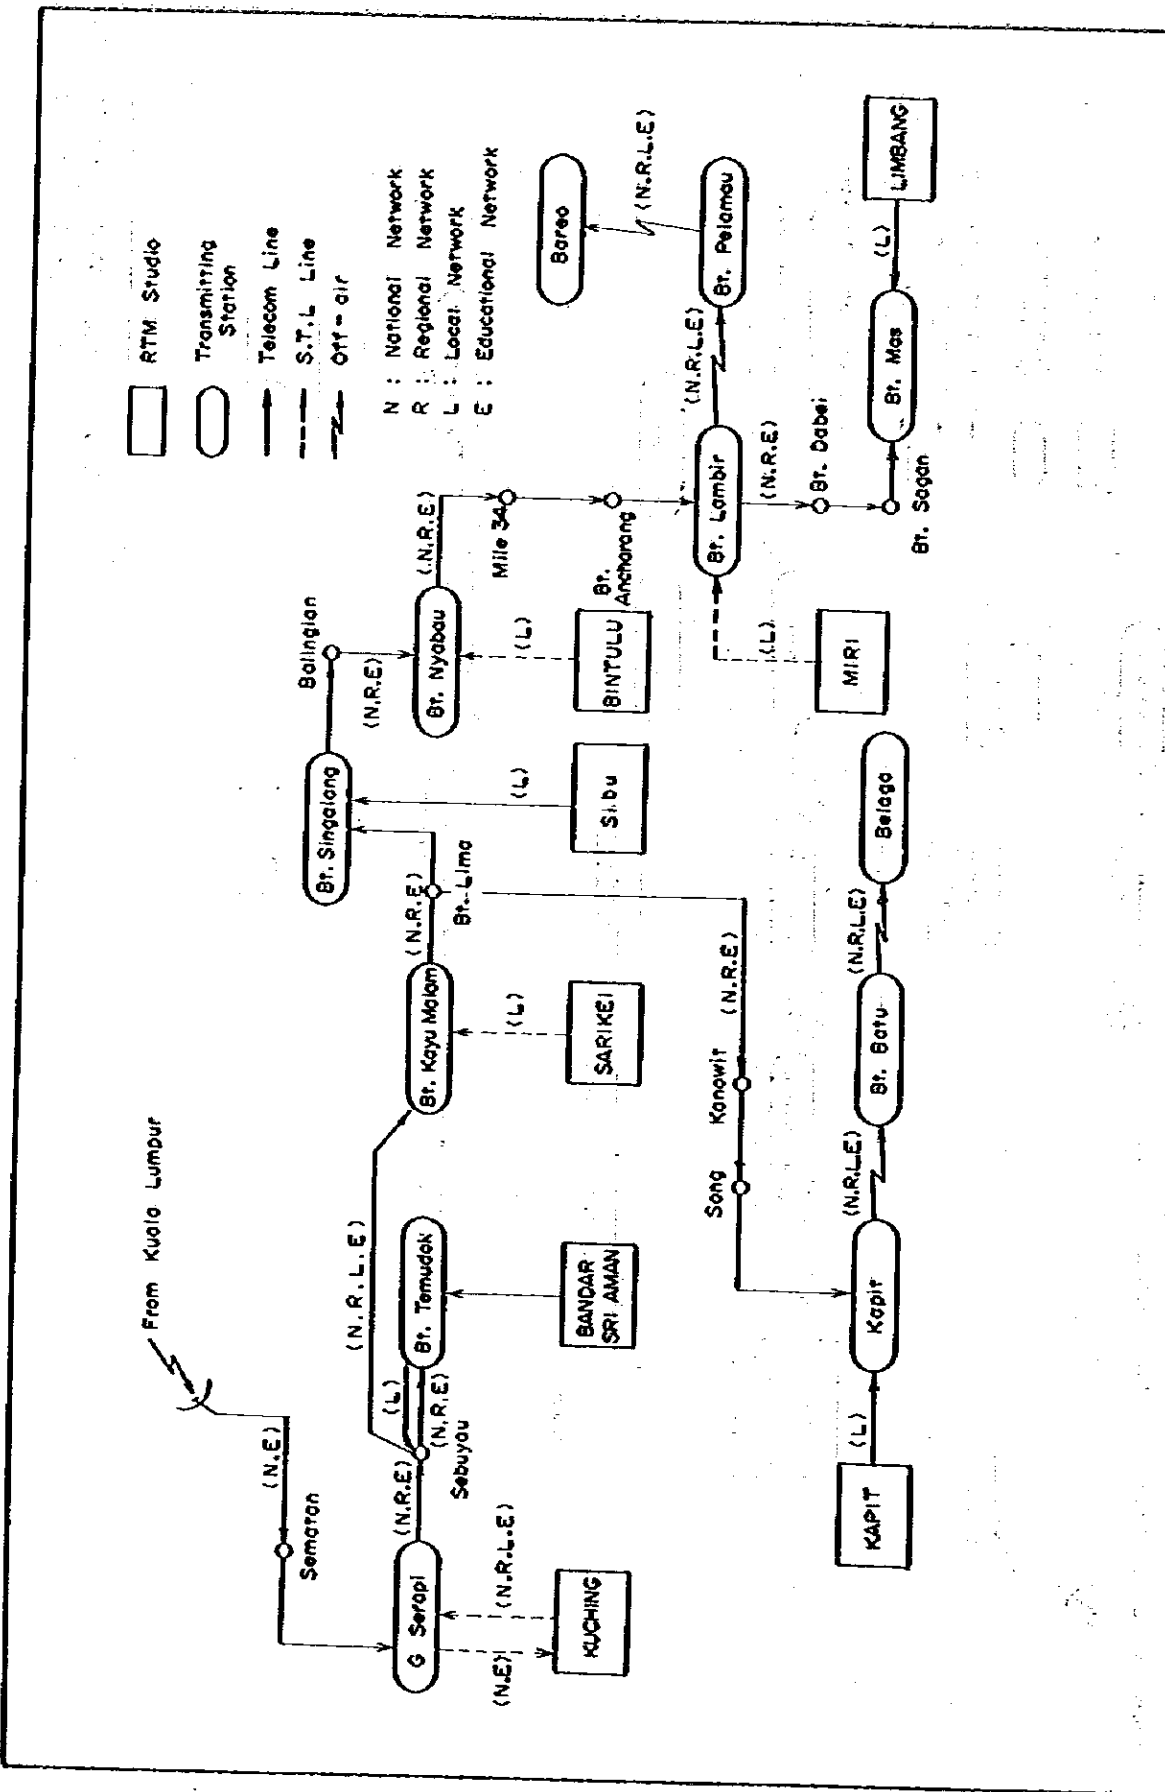 From Kuala Lumpur
(N.E)
Sematan
G Serapi
(N.E)
(N.R.L.E)
KUCHING
(N.R.E)
Sebuyau
(L)
(N.R.E)
(N.R.L.E)
Bt. Temudok
BANDAR
SRI AMAN
Bt. Kayu Malam
(L)
SARIKEI
(N.R.E)
Bt. Lima
Bt. Singalang
(L)
Sibu
Balingian
(N.R.E)
Bt. Nyabau
(L)
BINTULU
(N.R.E)
Mile 34
Bt.
Ancharang
Bt. Lambir
(L)
MIRI
(N.R.L.E)
Bt. Pelamau
(N.R.L.E)
Bareo
(N.R.E)
Bt. Dabei
Bt. Sagan
Bt. Mas
(L)
LIMBANG
(N.R.E)
Kanowit
Song
KAPIT
(L)
Kapit
(N.R.L.E)
Bt. Batu
(N.R.L.E)
Belaga
RTM Studio
Transmitting
Station
Telecom Line
S.T.L Line
Off-air
N : National Network
R : Regional Network
L : Local Network
E : Educational Network